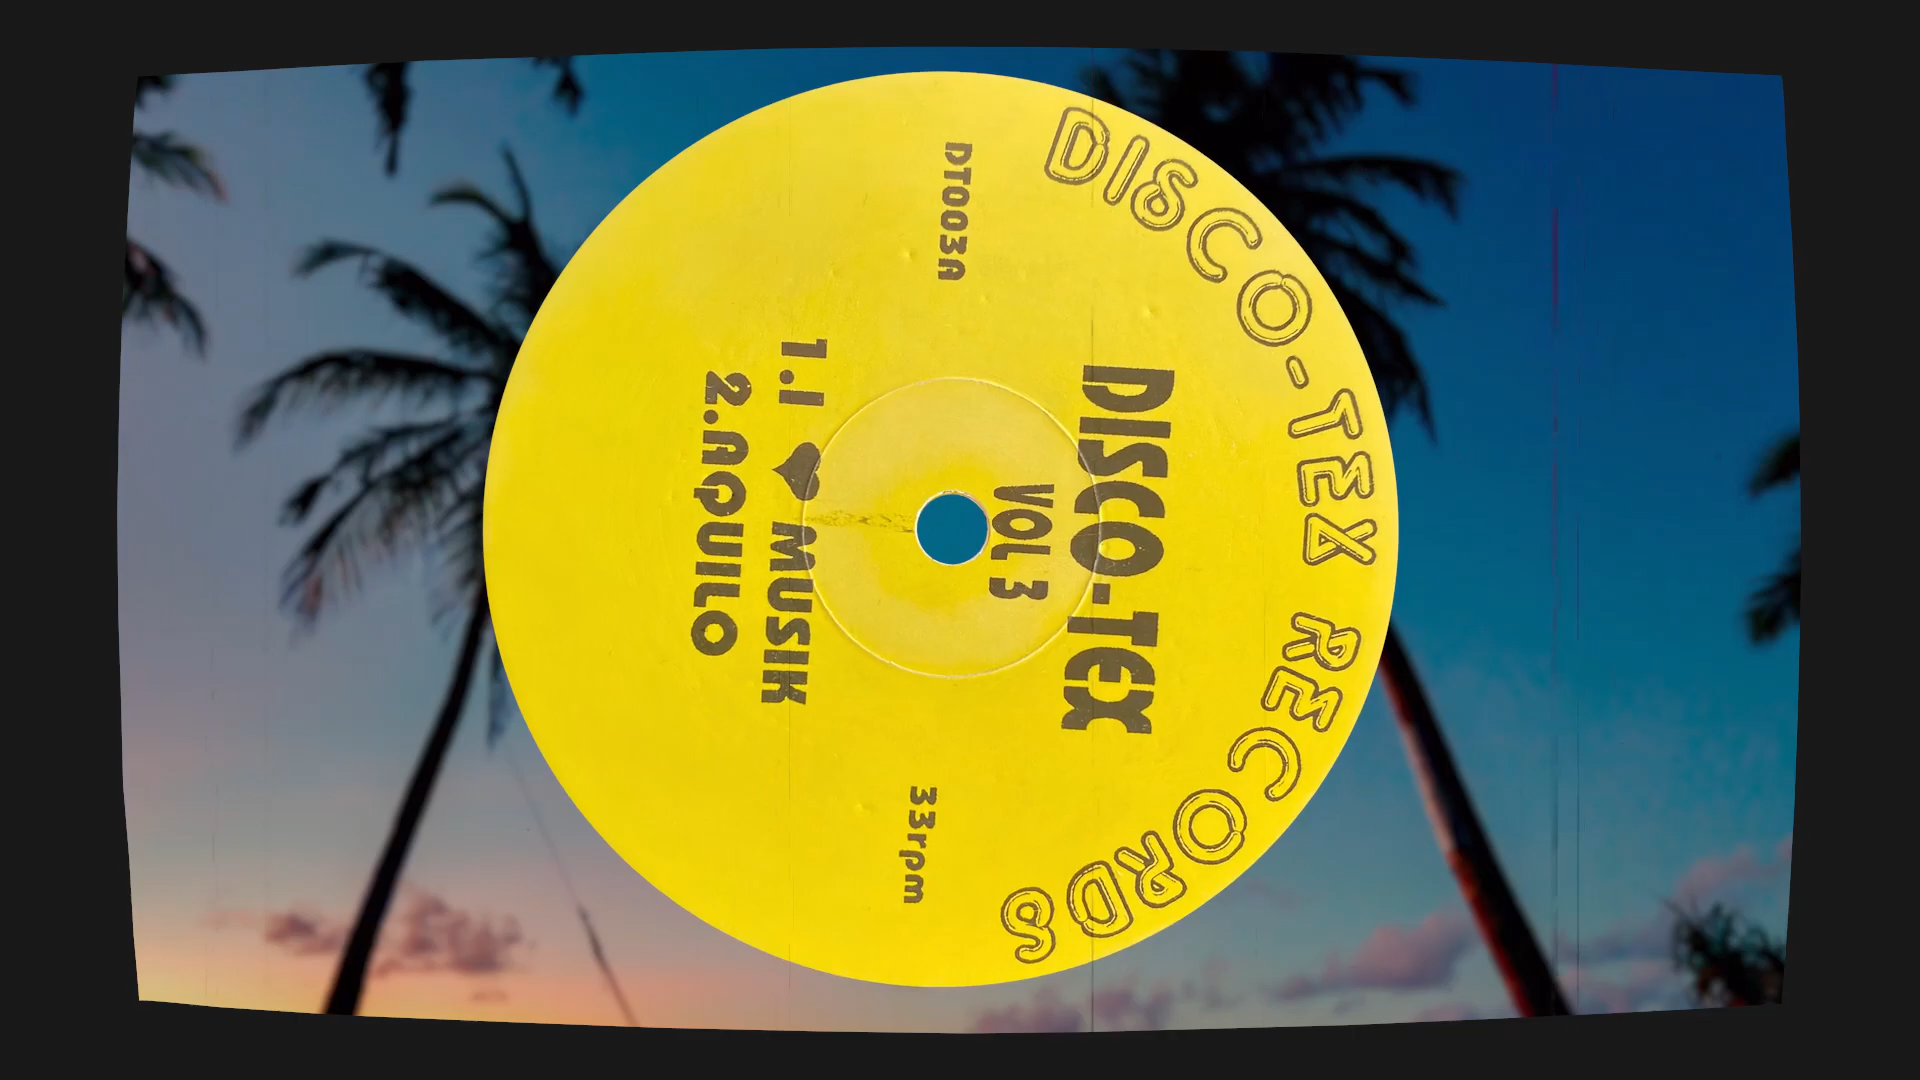 DISCO-TEX RECORDS
DISCO-TEX
VOL 3
DT003A
33rpm
1. I ♥ MUSIK
2. AQUILO